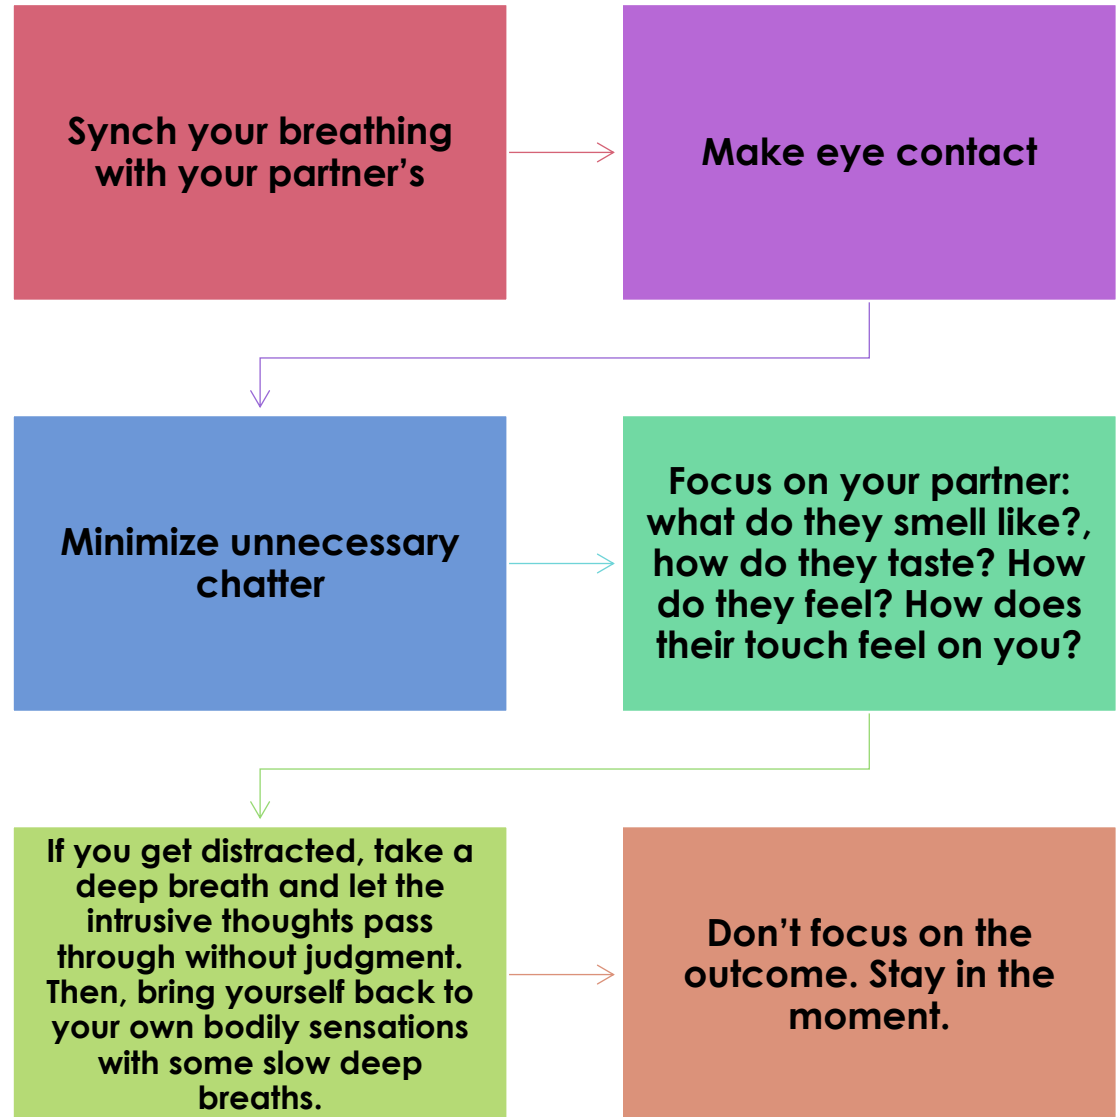 Synch your breathing
with your partner’s
Make eye contact
Minimize unnecessary
chatter
Focus on your partner:
what do they smell like?,
how do they taste? How
do they feel? How does
their touch feel on you?
If you get distracted, take a
deep breath and let the
intrusive thoughts pass
through without judgment.
Then, bring yourself back to
your own bodily sensations
with some slow deep
breaths.
Don’t focus on the
outcome. Stay in the
moment.